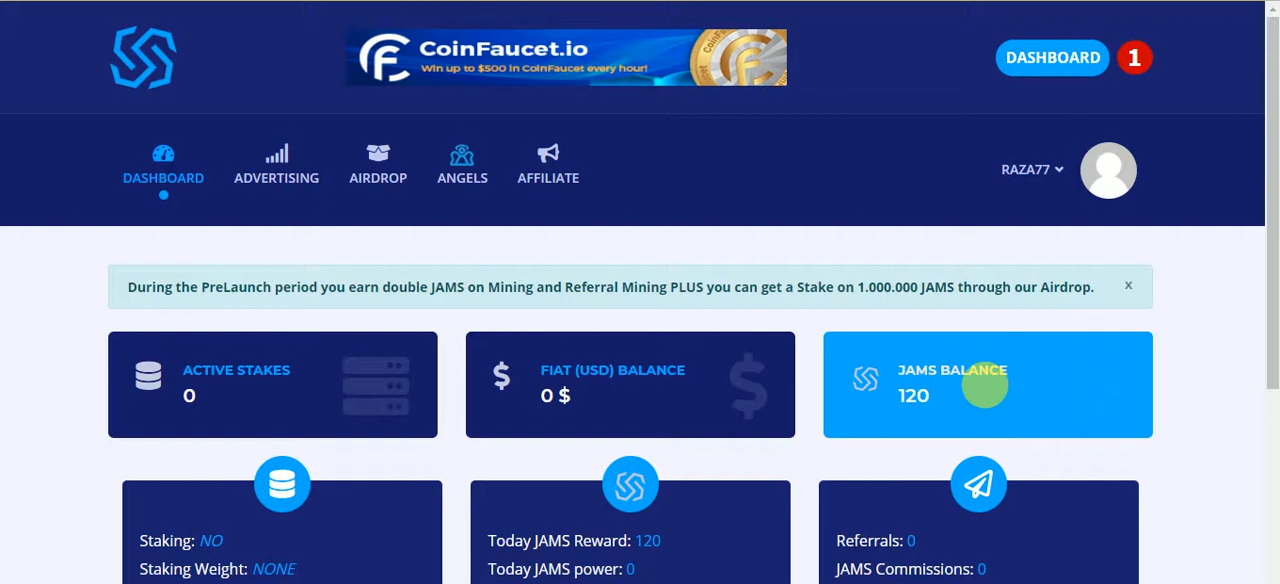 CoinFaucet.io
Win up to $500 in CoinFaucet every hour!
DASHBOARD 1
DASHBOARD
ADVERTISING
AIRDROP
ANGELS
AFFILIATE
RAZA77
During the PreLaunch period you earn double JAMS on Mining and Referral Mining PLUS you can get a Stake on 1.000.000 JAMS through our Airdrop. x
ACTIVE STAKES
0
FIAT (USD) BALANCE
0 $
JAMS BALANCE
120
Staking: NO
Staking Weight: NONE
Today JAMS Reward: 120
Today JAMS power: 0
Referrals: 0
JAMS Commissions: 0